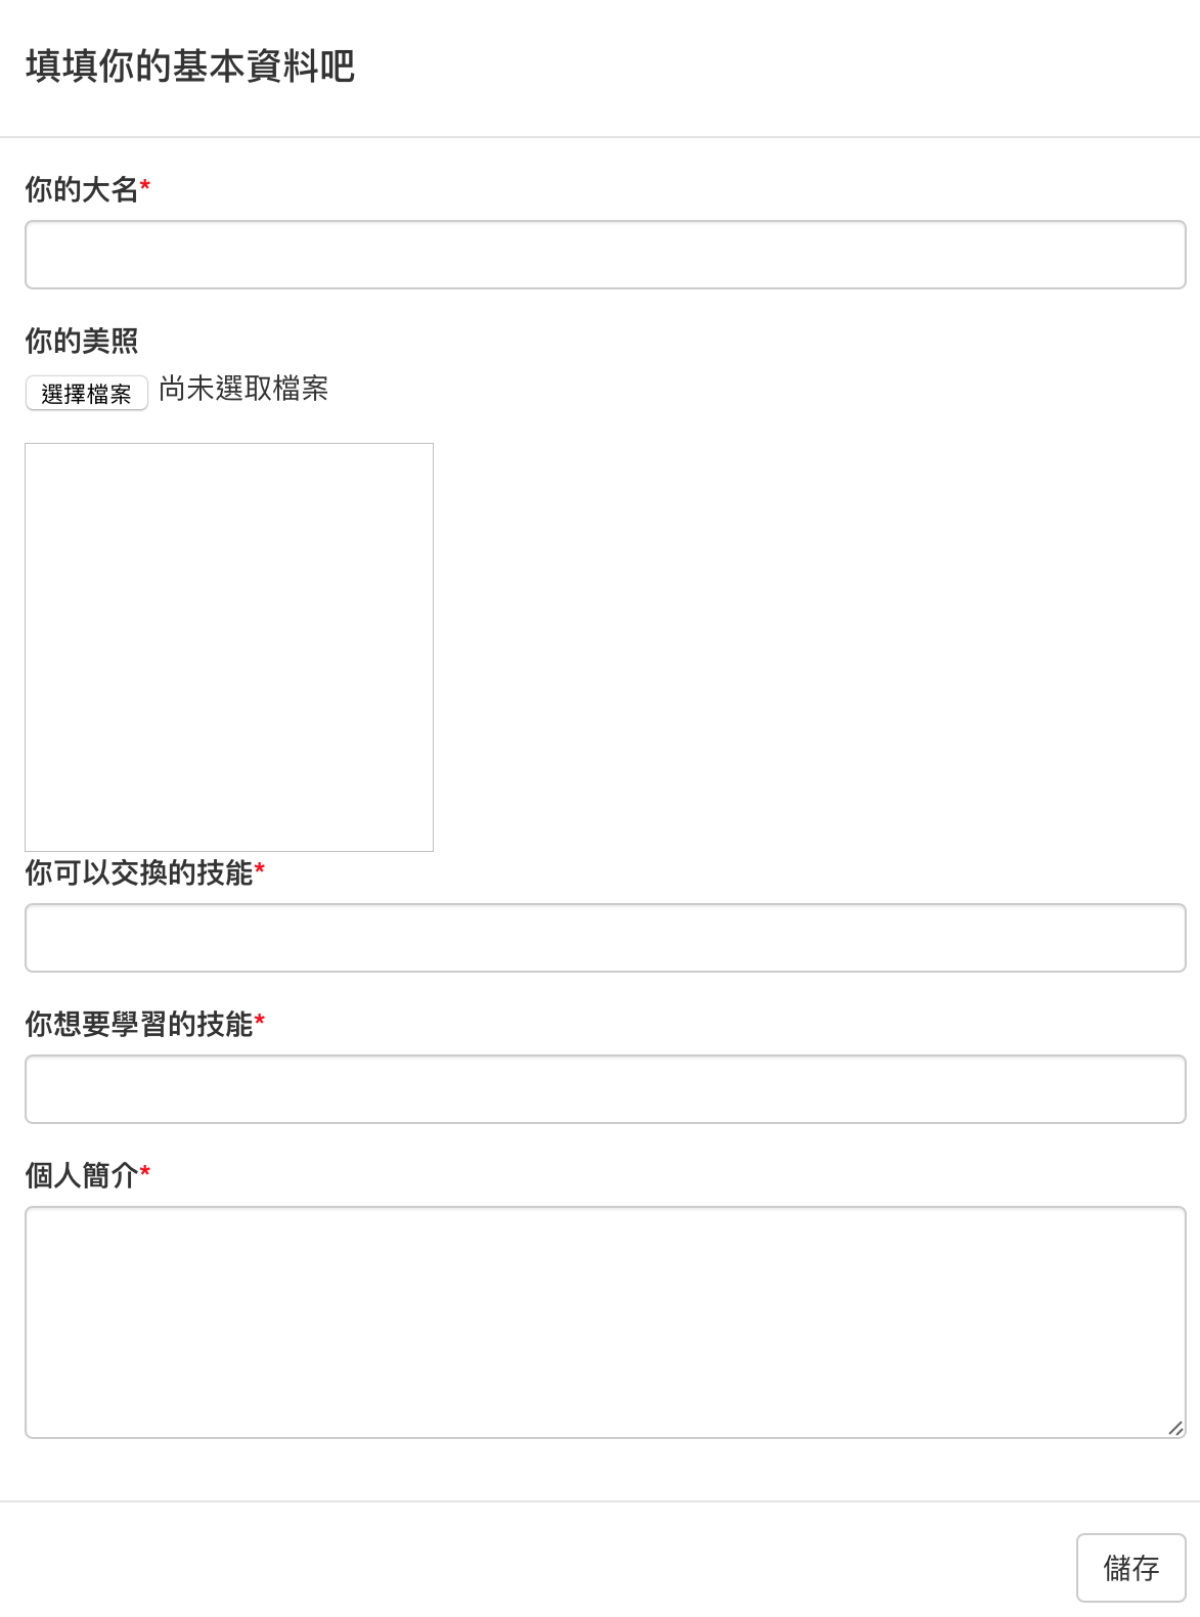 填填你的基本資料吧
你的大名*
你的美照
選擇檔案 尚未選取檔案
你可以交換的技能*
你想要學習的技能*
個人簡介*
儲存